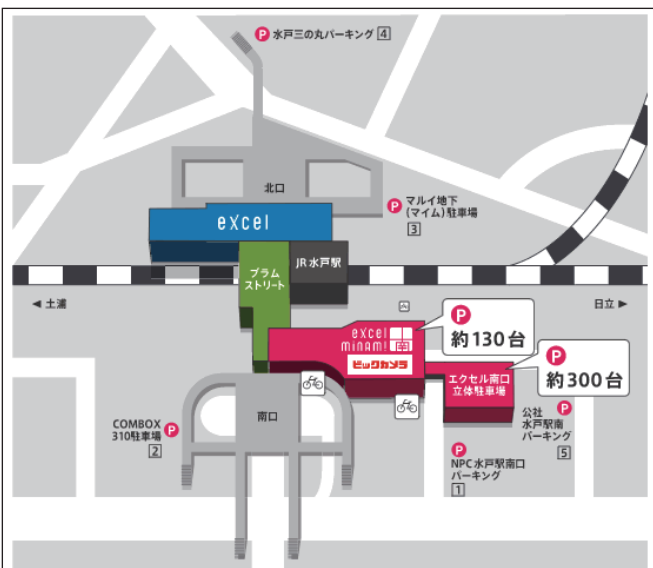 P 水戸三の丸パーキング 4
北口
P マルイ地下
(マイム)駐車場
3
excel
プラム
ストリート
JR 水戸駅
◀ 土浦
日立 ▶
excel
minami 南
ビックカメラ
P
約130台
P
約300台
エクセル南口
立体駐車場
公社 P
水戸駅南
パーキング
5
COMBOX
310駐車場 P
2
南口
P
NPC水戸駅南口
パーキング
1